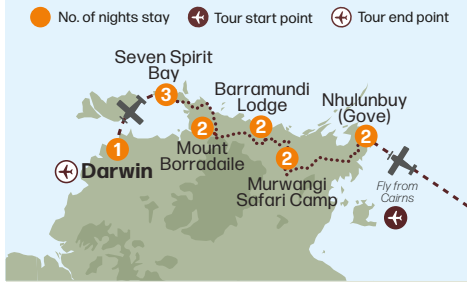 No. of nights stay
Tour start point
Tour end point
Seven Spirit
Bay
3
Barramundi
Lodge
2
Nhulunbuy
(Gove)
2
2
Mount
Borradaile
1
Darwin
2
Murwangi
Safari Camp
Fly from
Cairns